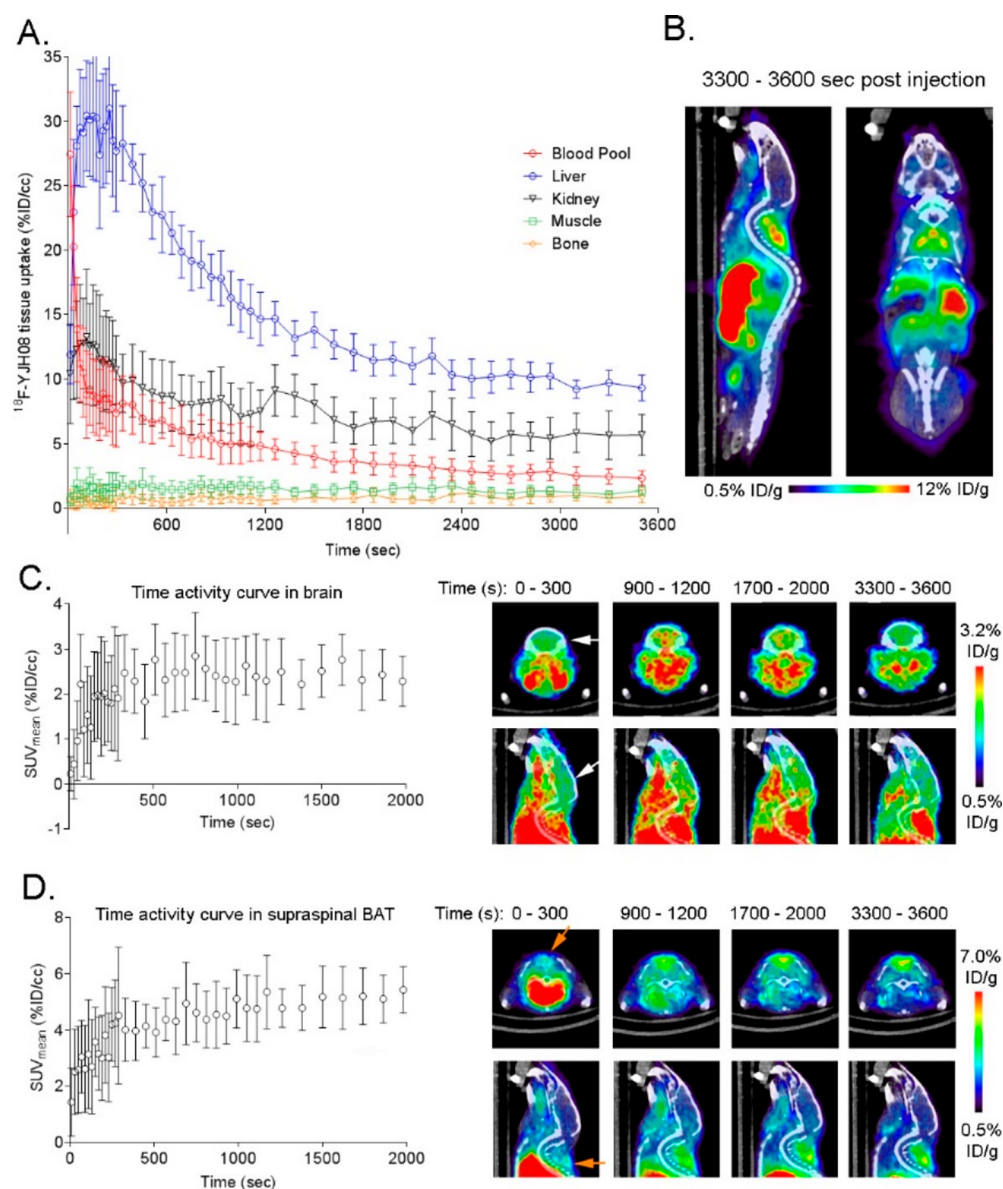 A.
35
30
25
20
15
10
5
0
600
1200
1800
2400
3000
3600
Time (sec)
¹⁸F-YJH08 tissue uptake (%ID/cc)
Blood Pool
Liver
Kidney
Muscle
Bone
B.
3300 - 3600 sec post injection
0.5% ID/g
12% ID/g
C.
Time activity curve in brain
4
3
2
1
0
-1
500
1000
1500
2000
Time (sec)
SUVmean (%ID/cc)
Time (s): 0 - 300
900 - 1200
1700 - 2000
3300 - 3600
3.2%
ID/g
0.5%
ID/g
D.
Time activity curve in supraspinal BAT
8
6
4
2
0
0
500
1000
1500
2000
Time (sec)
SUVmean (%ID/cc)
Time (s): 0 - 300
900 - 1200
1700 - 2000
3300 - 3600
7.0%
ID/g
0.5%
ID/g